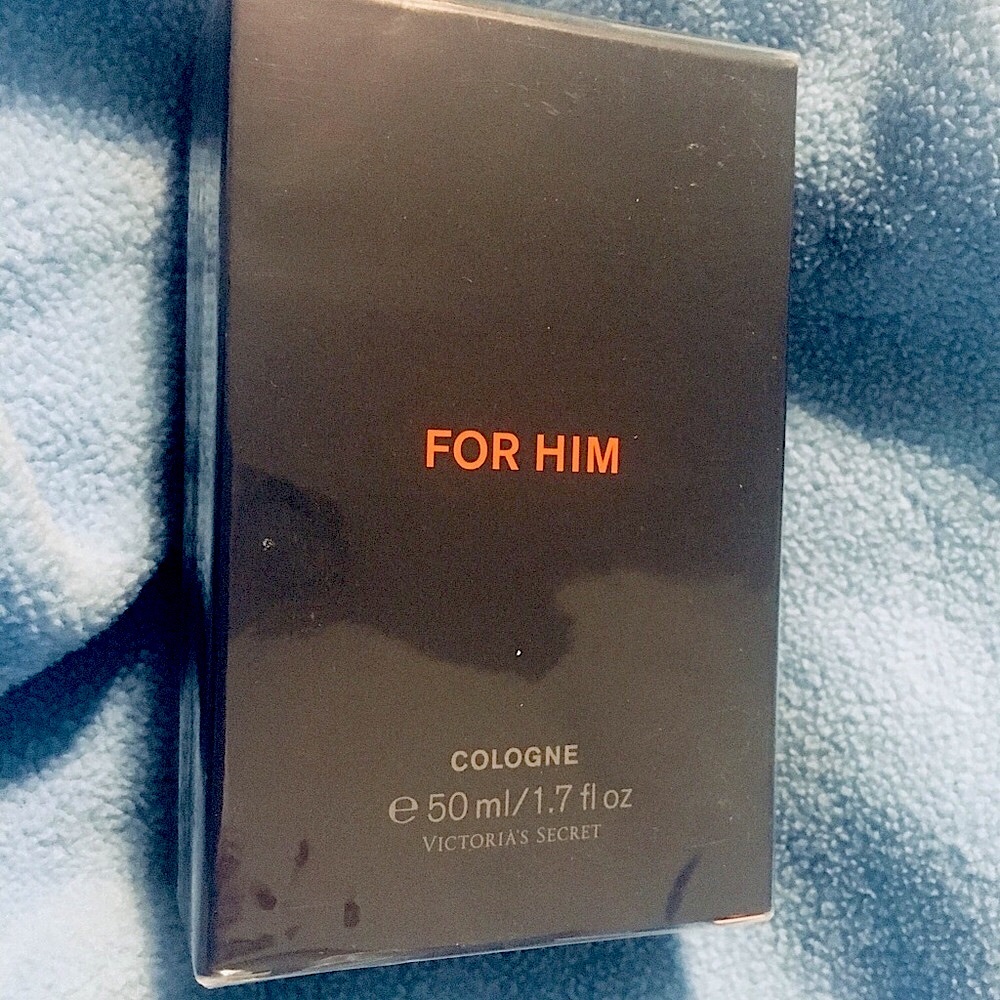 FOR HIM
COLOGNE
℮ 50 ml/1.7 fl oz
VICTORIA'S SECRET